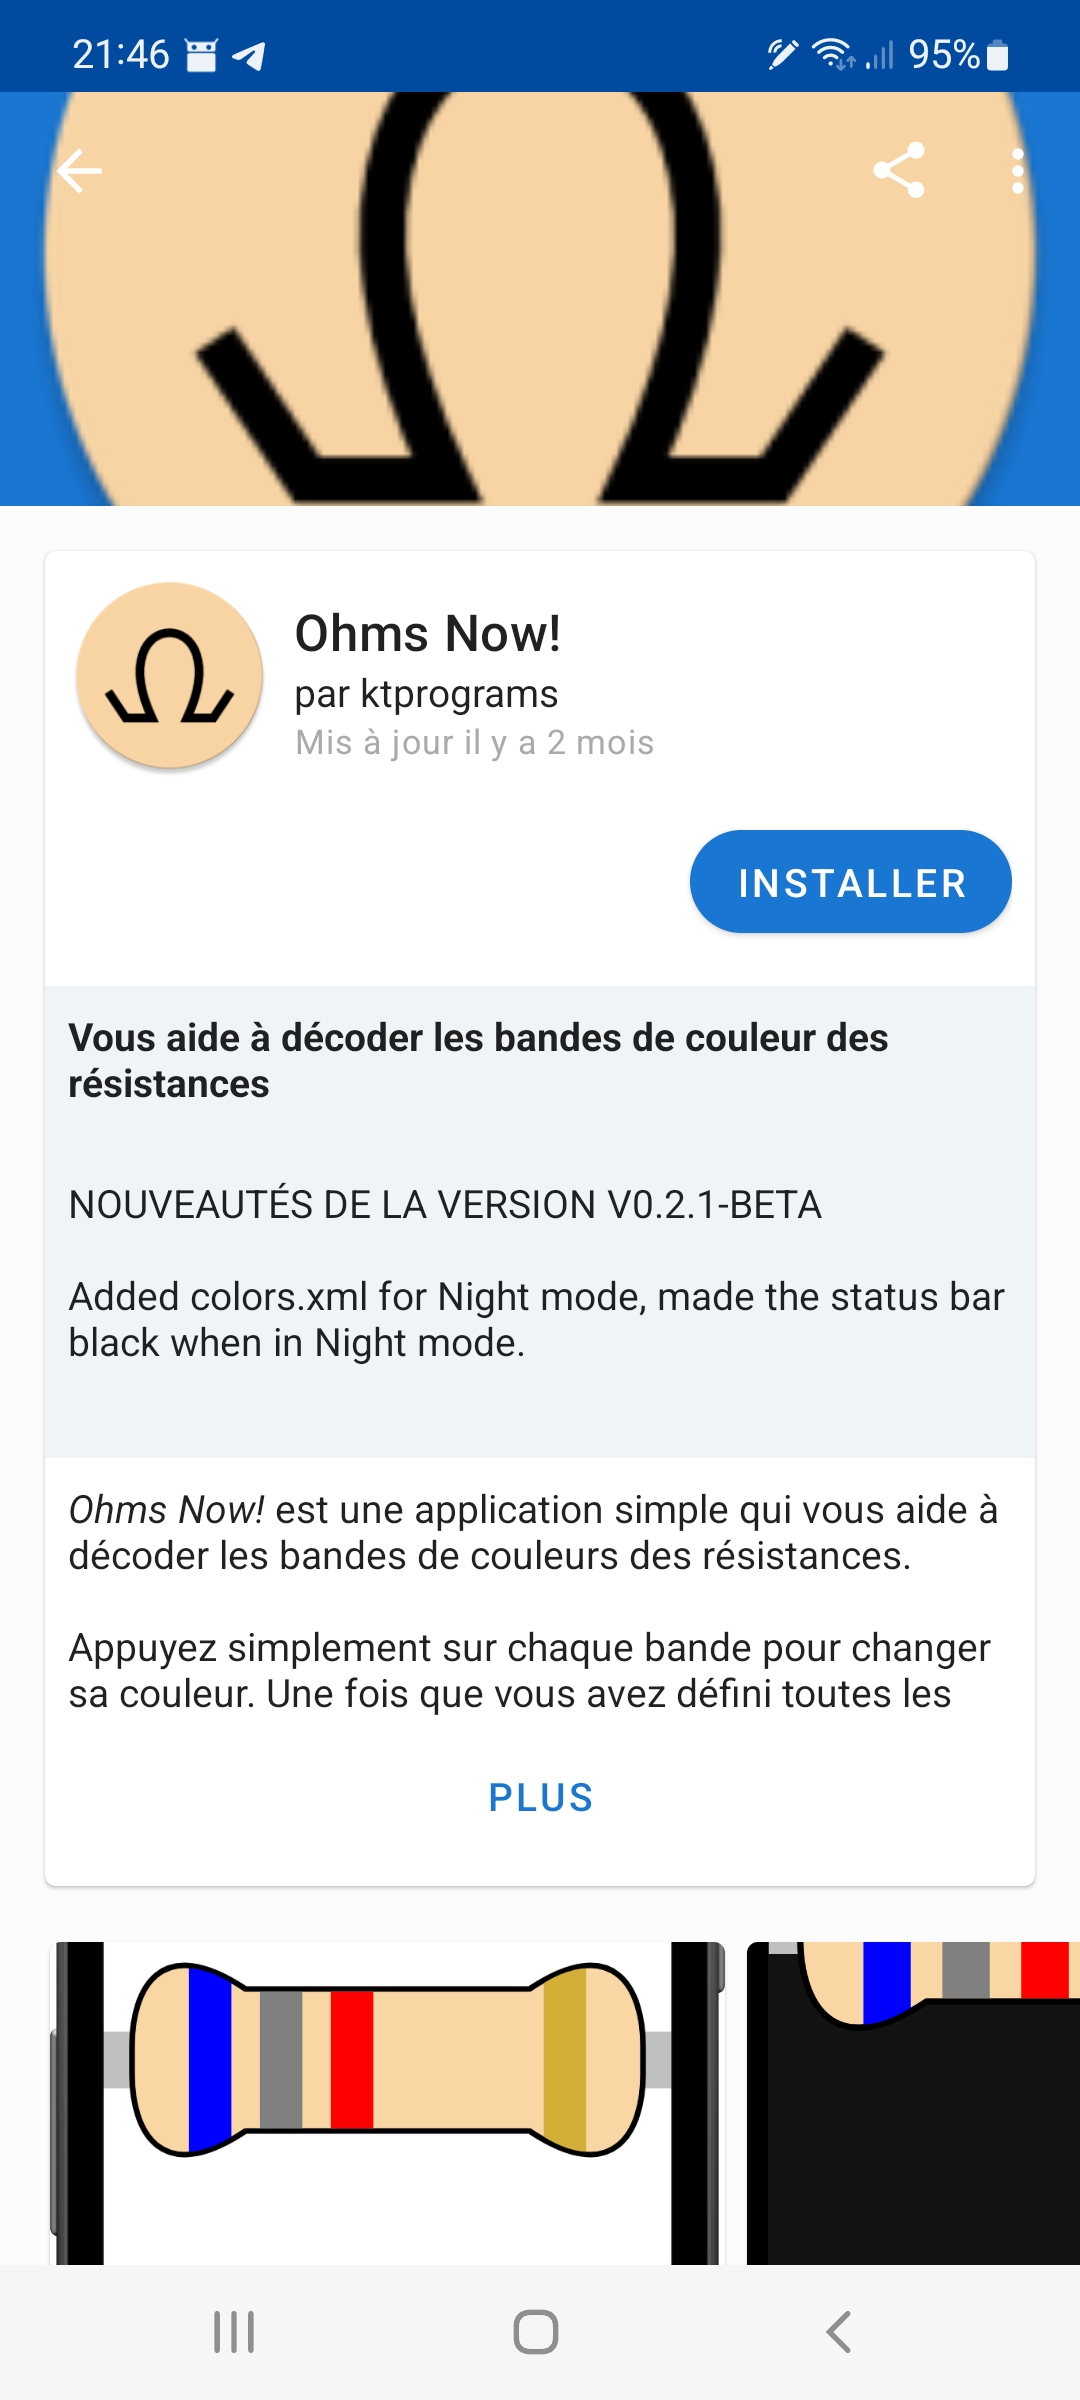 21:46
95%
Ohms Now!
par ktprograms
Mis à jour il y a 2 mois
INSTALLER
Vous aide à décoder les bandes de couleur des
résistances
NOUVEAUTÉS DE LA VERSION V0.2.1-BETA
Added colors.xml for Night mode, made the status bar
black when in Night mode.
Ohms Now! est une application simple qui vous aide à
décoder les bandes de couleurs des résistances.
Appuyez simplement sur chaque bande pour changer
sa couleur. Une fois que vous avez défini toutes les
PLUS